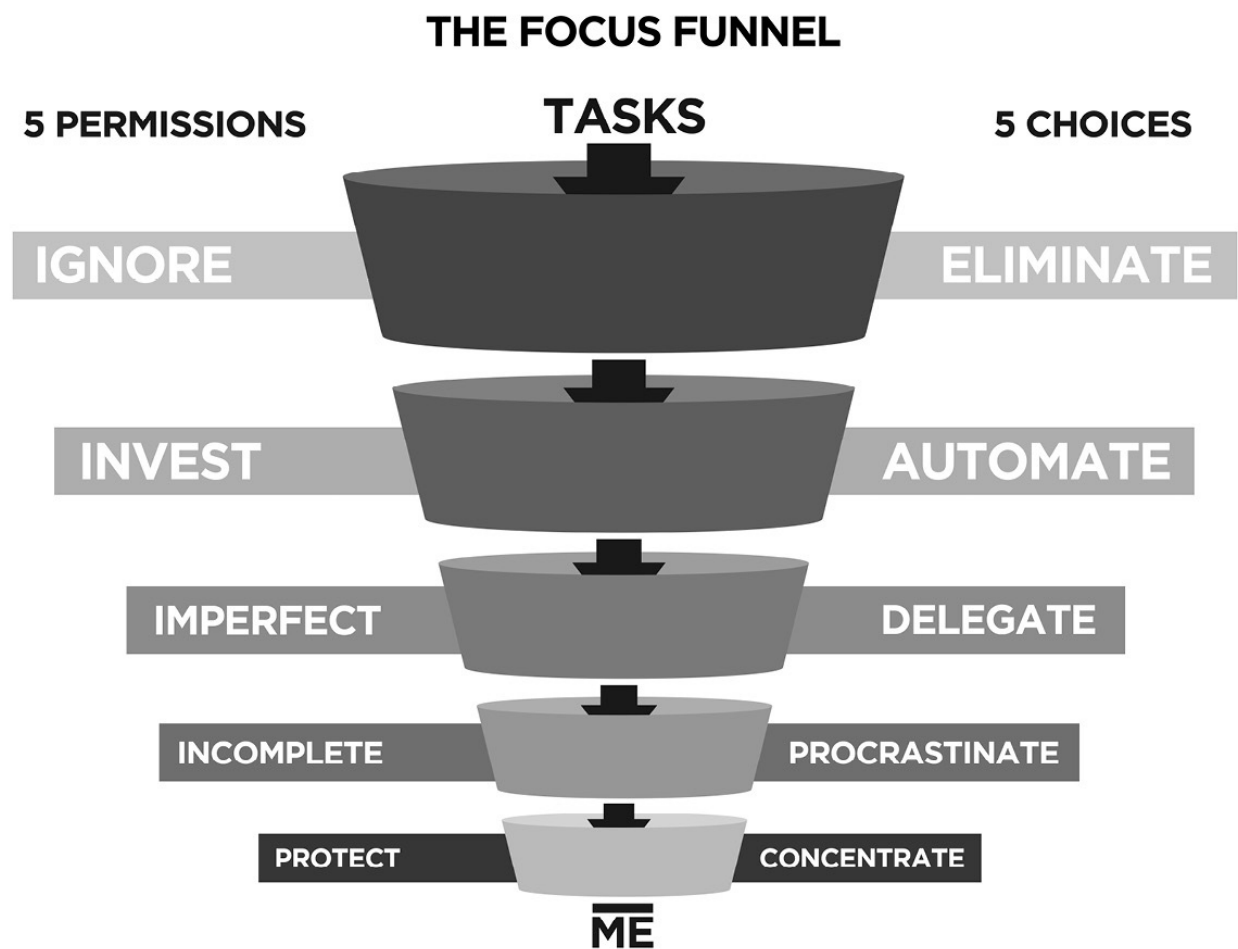 THE FOCUS FUNNEL
5 PERMISSIONS
TASKS
5 CHOICES
IGNORE
ELIMINATE
INVEST
AUTOMATE
IMPERFECT
DELEGATE
INCOMPLETE
PROCRASTINATE
PROTECT
CONCENTRATE
ME